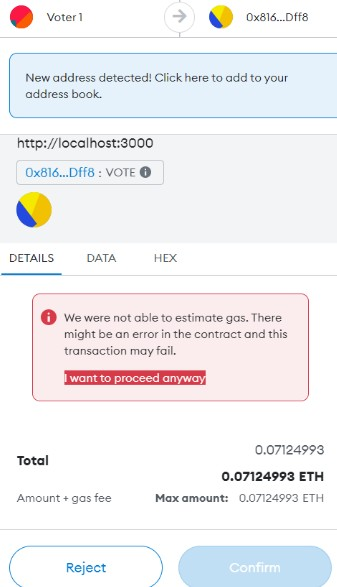 Voter 1
0x816...Dff8
New address detected! Click here to add to your
address book.
http://localhost:3000
0x816...Dff8 : VOTE
DETAILS
DATA
HEX
We were not able to estimate gas. There
might be an error in the contract and this
transaction may fail.
I want to proceed anyway
0.07124993
Total
0.07124993 ETH
Amount + gas fee
Max amount: 0.07124993 ETH
Reject
Confirm